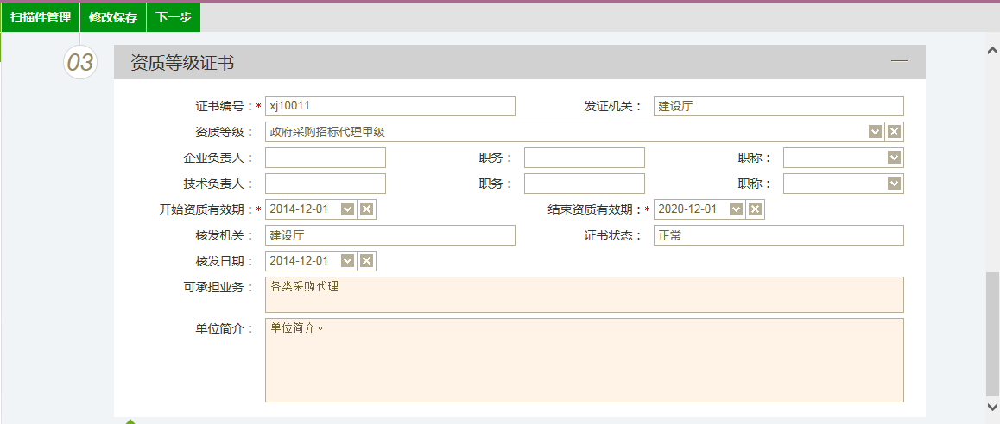 扫描件管理 修改保存 下一步
03 资质等级证书
证书编号：* xj10011 发证机关： 建设厅
资质等级： 政府采购招标代理甲级
企业负责人： 职务： 职称：
技术负责人： 职务： 职称：
开始资质有效期：* 2014-12-01 结束资质有效期：* 2020-12-01
核发机关： 建设厅 证书状态： 正常
核发日期： 2014-12-01
可承担业务： 各类采购代理
单位简介： 单位简介。